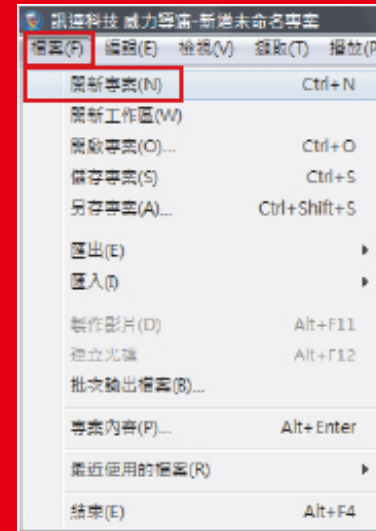 訊連科技 威力導演-新增未命名專案
檔案(F) 編輯(E) 檢視(V) 擷取(T) 播放(P
開新專案(N) Ctrl+N
開新工作區(W)
開啟專案(O)... Ctrl+O
儲存專案(S) Ctrl+S
另存專案(A)... Ctrl+Shift+S
匯出(E)
匯入(I)
製作影片(D) Alt+F11
建立光碟 Alt+F12
批次輸出檔案(B)...
專案內容(P)... Alt+Enter
最近使用的檔案(R)
結束(E) Alt+F4